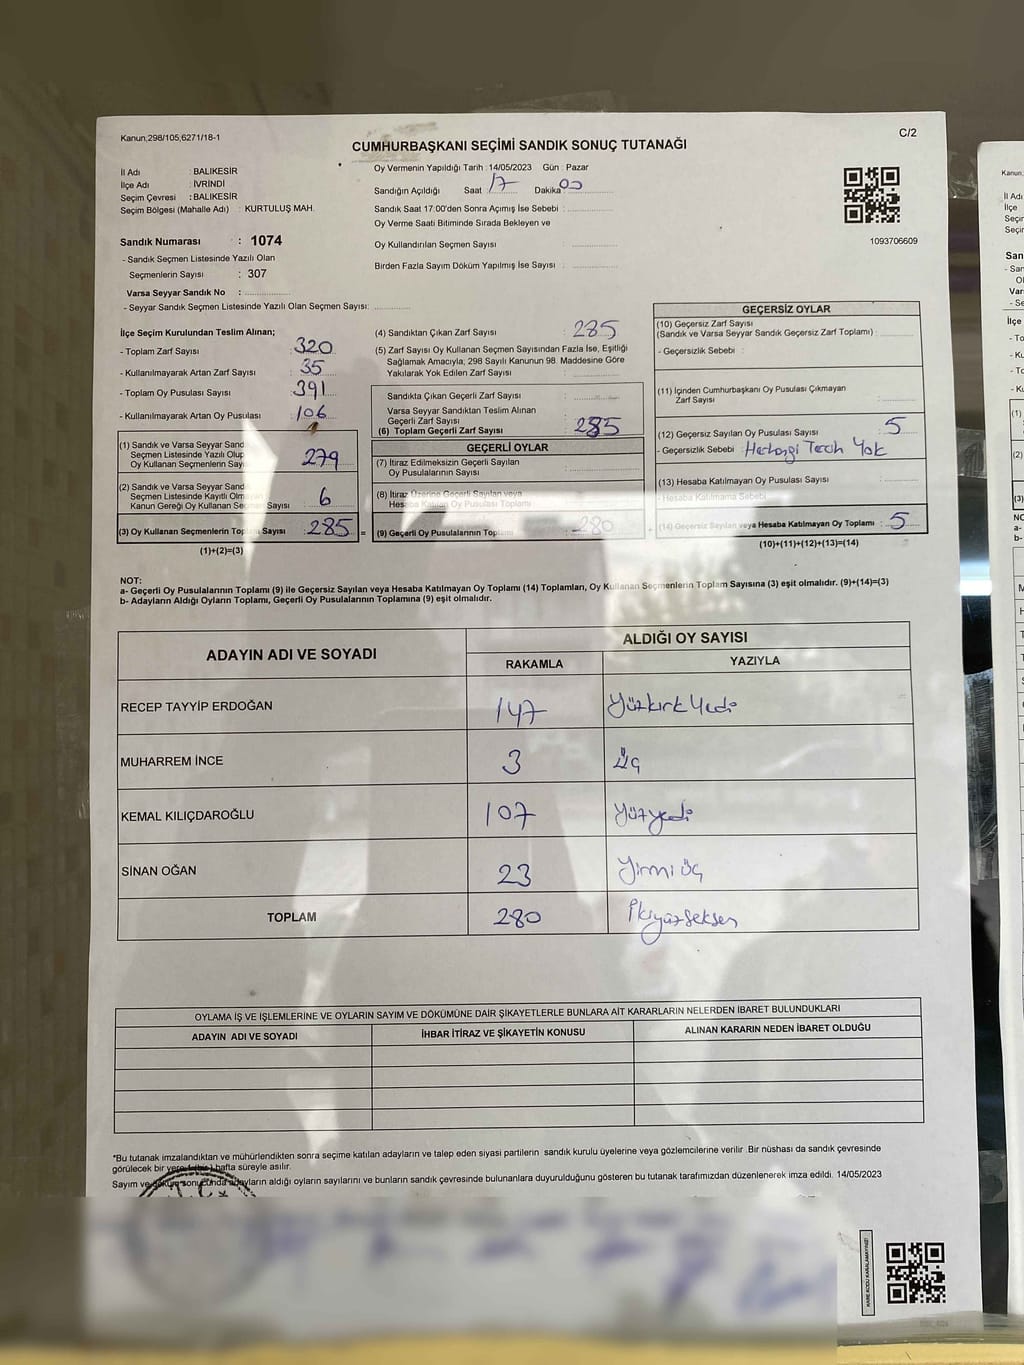 Kanun;298/105;6271/18-1
C/2
CUMHURBAŞKANI SEÇİMİ SANDIK SONUÇ TUTANAĞI
İl Adı : BALIKESİR
İlçe Adı : İVRİNDİ
Seçim Çevresi : BALIKESİR
Seçim Bölgesi (Mahalle Adı) : KURTULUŞ MAH.
Oy Vermenin Yapıldığı Tarih :14/05/2023 Gün : Pazar
Sandığın Açıldığı Saat 17 Dakika 00
Sandık Saat 17:00'den Sonra Açımış İse Sebebi :
Oy Verme Saati Bitiminde Sırada Bekleyen ve
Oy Kullandırılan Seçmen Sayısı :
Birden Fazla Sayım Döküm Yapılmış İse Sayısı :
1093706609
Sandık Numarası : 1074
- Sandık Seçmen Listesinde Yazılı Olan
Seçmenlerin Sayısı : 307
Varsa Seyyar Sandık No :
- Seyyar Sandık Seçmen Listesinde Yazılı Olan Seçmen Sayısı:
İlçe Seçim Kurulundan Teslim Alınan;
- Toplam Zarf Sayısı : 320
- Kullanılmayarak Artan Zarf Sayısı : 35
- Toplam Oy Pusulası Sayısı : 391
- Kullanılmayarak Artan Oy Pusulası : 106
(1) Sandık ve Varsa Seyyar Sand
Seçmen Listesinde Yazılı Olup
Oy Kullanan Seçmenlerin Sayı 279
(2) Sandık ve Varsa Seyyar Sandık
Seçmen Listesinde Kayıtlı Olma
Kanun Gereği Oy Kullanan Seçmen Sayısı 6
(3) Oy Kullanan Seçmenlerin Toplam Sayısı : 285 =
(1)+(2)=(3)
(4) Sandıktan Çıkan Zarf Sayısı : 285
(5) Zarf Sayısı Oy Kullanan Seçmen Sayısından Fazla İse, Eşitliği
Sağlamak Amacıyla; 298 Sayılı Kanunun 98. Maddesine Göre
Yakılarak Yok Edilen Zarf Sayısı :
Sandıkta Çıkan Geçerli Zarf Sayısı :
Varsa Seyyar Sandıktan Teslim Alınan
Geçerli Zarf Sayısı :
(6) Toplam Geçerli Zarf Sayısı : 285
GEÇERLİ OYLAR
(7) İtiraz Edilmeksizin Geçerli Sayılan
Oy Pusulalarının Sayısı :
(8) İtiraz Üzerine Geçerli Sayılan veya
Hesaba Katılan Oy Pusulası Toplamı
(9) Geçerli Oy Pusulalarının Toplamı : 280 +
GEÇERSİZ OYLAR
(10) Geçersiz Zarf Sayısı
(Sandık ve Varsa Seyyar Sandık Geçersiz Zarf Toplamı) :
- Geçersizlik Sebebi :
(11) İçinden Cumhurbaşkanı Oy Pusulası Çıkmayan
Zarf Sayısı :
(12) Geçersiz Sayılan Oy Pusulası Sayısı : 5
- Geçersizlik Sebebi : Herhangi Tercih Yok
(13) Hesaba Katılmayan Oy Pusulası Sayısı :
- Hesaba Katılmama Sebebi
(14) Geçersiz Sayılan veya Hesaba Katılmayan Oy Toplamı : 5
(10)+(11)+(12)+(13)=(14)
NOT:
a- Geçerli Oy Pusulalarının Toplamı (9) ile Geçersiz Sayılan veya Hesaba Katılmayan Oy Toplamı (14) Toplamları, Oy Kullanan Seçmenlerin Toplam Sayısına (3) eşit olmalıdır. (9)+(14)=(3)
b- Adayların Aldığı Oyların Toplamı, Geçerli Oy Pusulalarının Toplamına (9) eşit olmalıdır.
ADAYIN ADI VE SOYADI
ALDIĞI OY SAYISI
RAKAMLA YAZIYLA
RECEP TAYYİP ERDOĞAN 147 Yüzkırk Yedi
MUHARREM İNCE 3 Üç
KEMAL KILIÇDAROĞLU 107 Yüzyedi
SİNAN OĞAN 23 Yirmi üç
TOPLAM 280 İkiyüzseksen
OYLAMA İŞ VE İŞLEMLERİNE VE OYLARIN SAYIM VE DÖKÜMÜNE DAİR ŞİKAYETLERLE BUNLARA AİT KARARLARIN NELERDEN İBARET BULUNDUKLARI
ADAYIN ADI VE SOYADI İHBAR İTİRAZ VE ŞİKAYETİN KONUSU ALINAN KARARIN NEDEN İBARET OLDUĞU
*Bu tutanak imzalandıktan ve mühürlendikten sonra seçime katılan adayların ve talep eden siyasi partilerin sandık kurulu üyelerine veya gözlemcilerine verilir .Bir nüshası da sandık çevresinde
görülecek bir yere 1 (bir) hafta süreyle asılır.
Sayım ve döküm sonucunda adayların aldığı oyların sayılarını ve bunların sandık çevresinde bulunanlara duyurulduğunu gösteren bu tutanak tarafımızdan düzenlenerek imza edildi. 14/05/2023
T.C.
KARE KODU KARALAMAYINIZ!